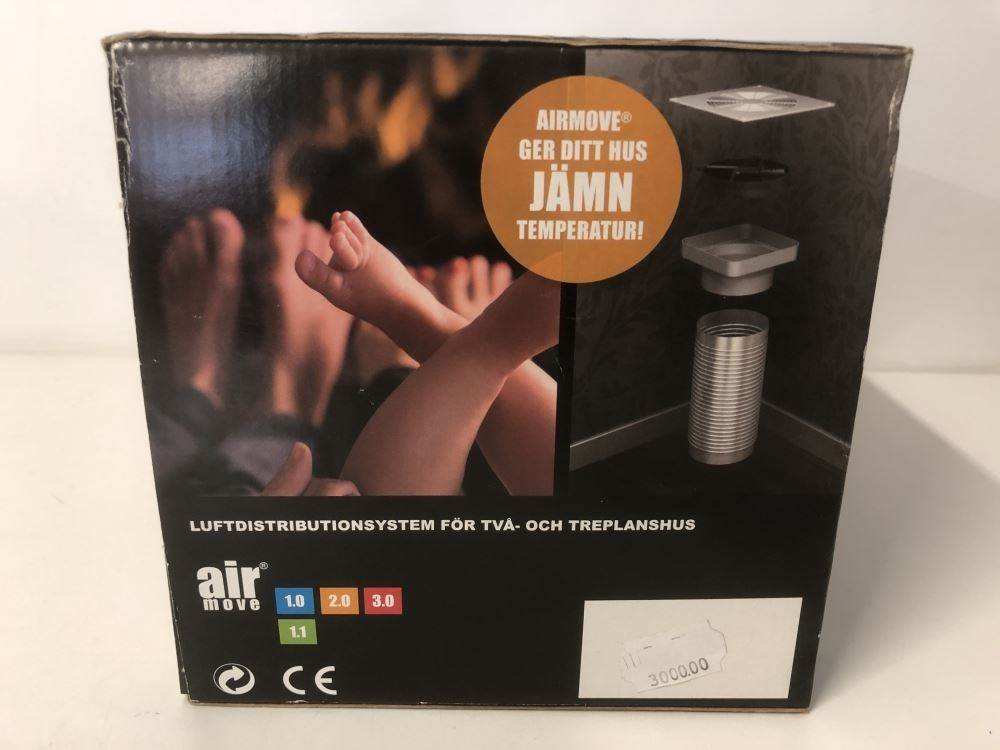 AIRMOVE®
GER DITT HUS
JÄMN
TEMPERATUR!
LUFTDISTRIBUTIONSYSTEM FÖR TVÅ- OCH TREPLANSHUS
air®
move
1.0 2.0 3.0
1.1
CE
3000.00